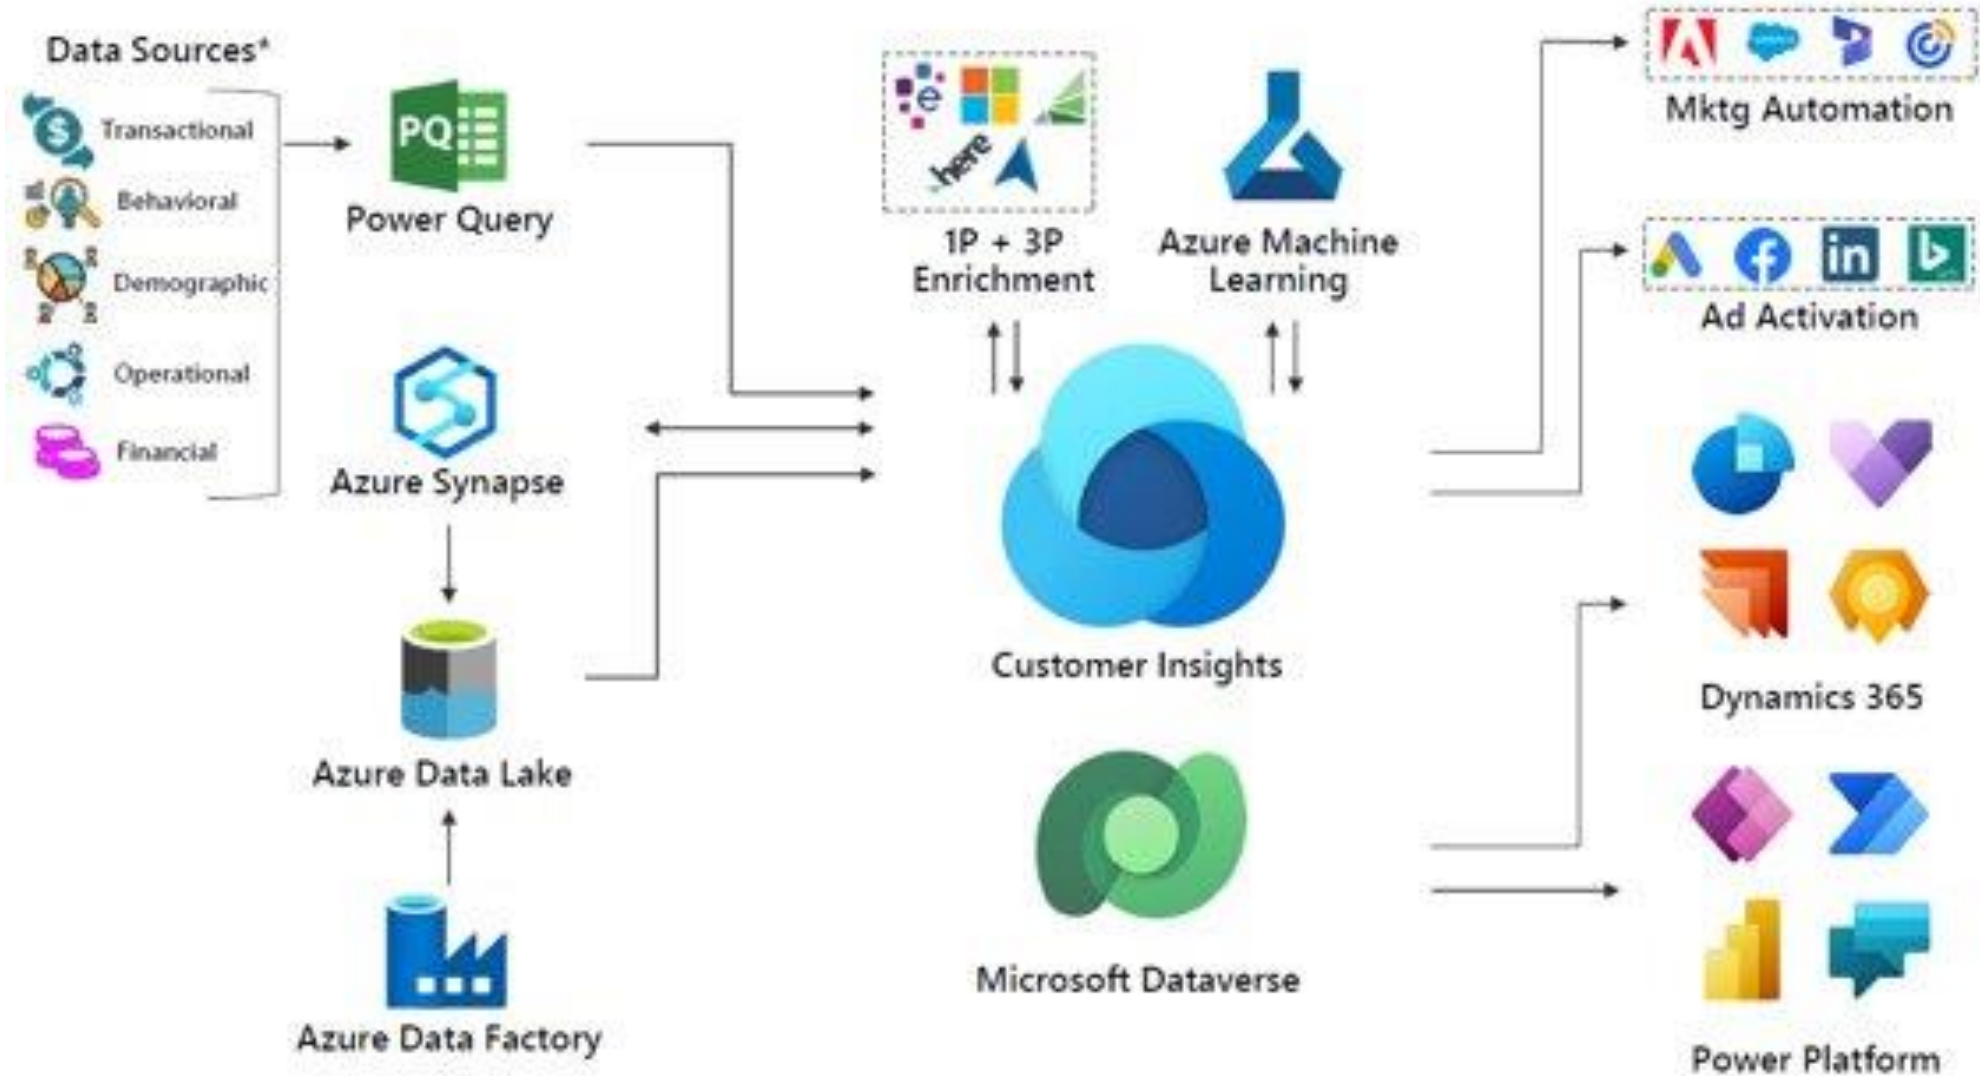 Data Sources*
Transactional
Behavioral
Demographic
Operational
Financial
PQ
Power Query
Azure Synapse
Azure Data Lake
Azure Data Factory
e
here
1P + 3P
Enrichment
Azure Machine
Learning
Customer Insights
Microsoft Dataverse
Mktg Automation
f
in
b
Ad Activation
Dynamics 365
Power Platform